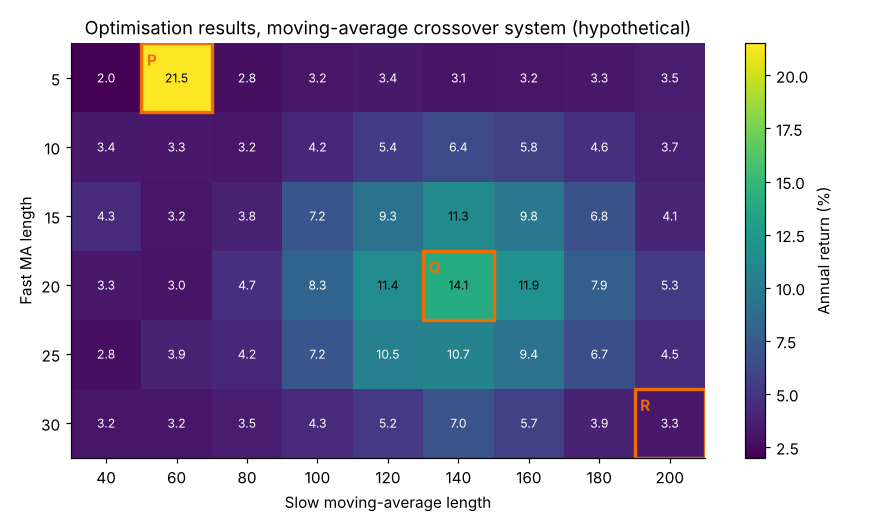 Optimisation results, moving-average crossover system (hypothetical)
P
5 2.0 21.5 2.8 3.2 3.4 3.1 3.2 3.3 3.5
10 3.4 3.3 3.2 4.2 5.4 6.4 5.8 4.6 3.7
15 4.3 3.2 3.8 7.2 9.3 11.3 9.8 6.8 4.1
Q
20 3.3 3.0 4.7 8.3 11.4 14.1 11.9 7.9 5.3
25 2.8 3.9 4.2 7.2 10.5 10.7 9.4 6.7 4.5
R
30 3.2 3.2 3.5 4.3 5.2 7.0 5.7 3.9 3.3
40 60 80 100 120 140 160 180 200
Slow moving-average length
Fast MA length
20.0
17.5
15.0
12.5
10.0
7.5
5.0
2.5
Annual return (%)